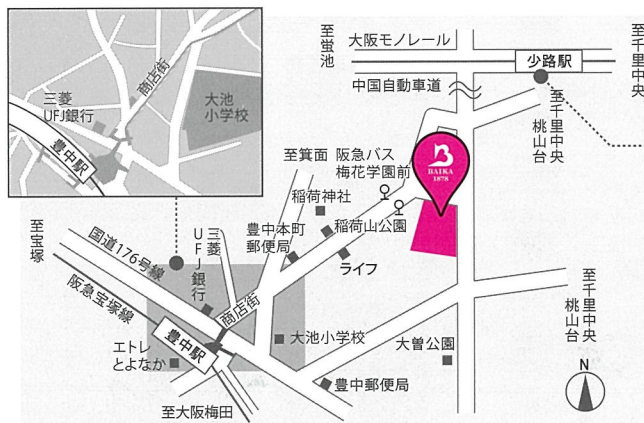 商店街
三菱
UFJ銀行
大池
小学校
豊中駅
至蛍池
大阪モノレール
少路駅
至千里中央
中国自動車道
至千里中央
桃山台
至箕面
阪急バス
梅花学園前
BAIKA
1878
稲荷神社
豊中本町
郵便局
稲荷山公園
ライフ
至宝塚
国道176号線
三菱
UFJ銀行
商店街
阪急宝塚線
豊中駅
エトレ
とよなか
大池小学校
大曽公園
至千里中央
桃山台
豊中郵便局
至大阪梅田
N